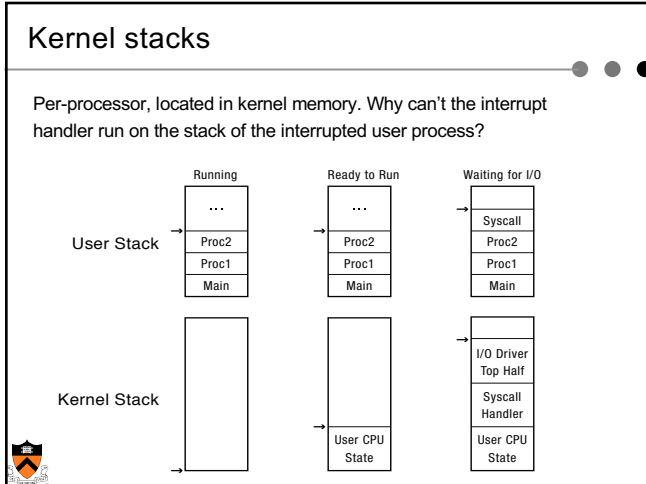 Kernel stacks
Per-processor, located in kernel memory. Why can't the interrupt
handler run on the stack of the interrupted user process?
Running
Ready to Run
Waiting for I/O
User Stack
...
Proc2
Proc1
Main
...
Proc2
Proc1
Main
Syscall
Proc2
Proc1
Main
Kernel Stack
User CPU
State
I/O Driver
Top Half
Syscall
Handler
User CPU
State